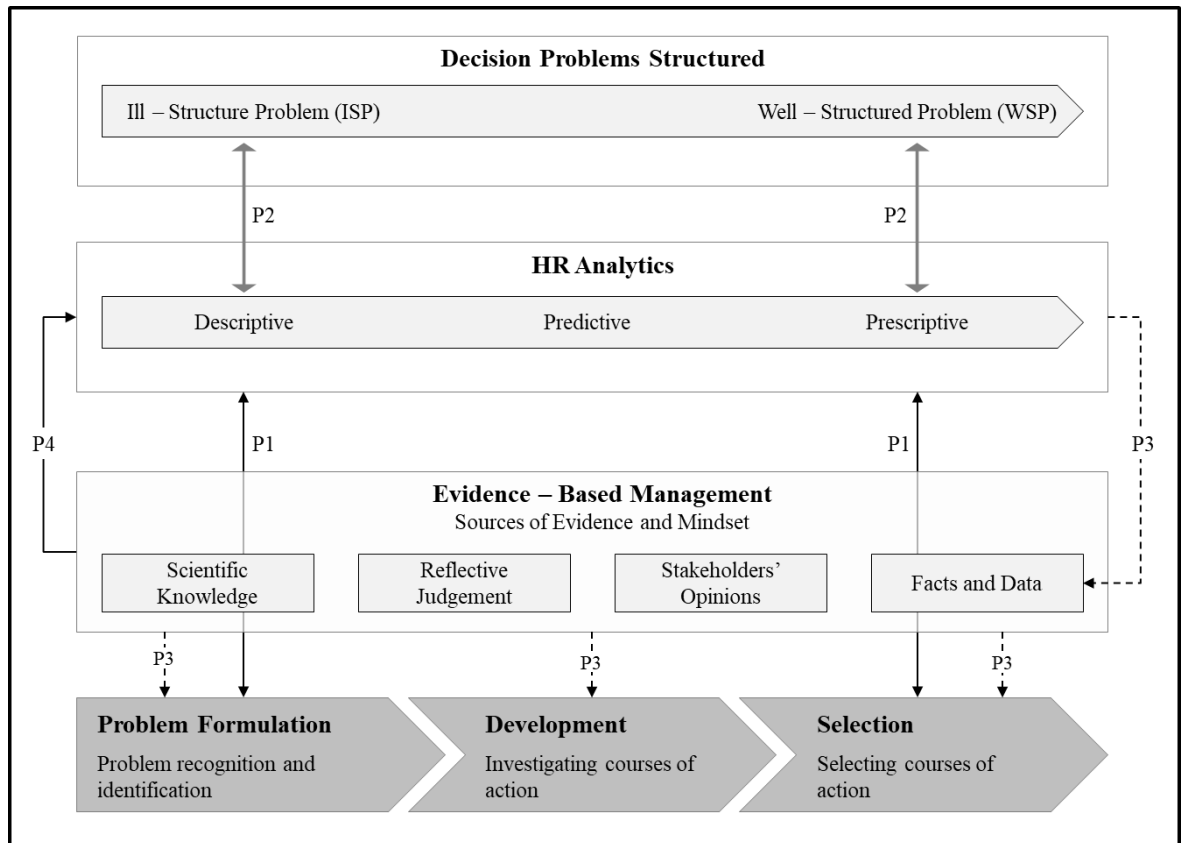 Decision Problems Structured
Ill – Structure Problem (ISP)
Well – Structured Problem (WSP)
P2
P2
HR Analytics
Descriptive
Predictive
Prescriptive
P4
P1
P1
P3
Evidence – Based Management
Sources of Evidence and Mindset
Scientific
Knowledge
Reflective
Judgement
Stakeholders’
Opinions
Facts and Data
P3
P3
P3
Problem Formulation
Problem recognition and
identification
Development
Investigating courses of
action
Selection
Selecting courses of
action